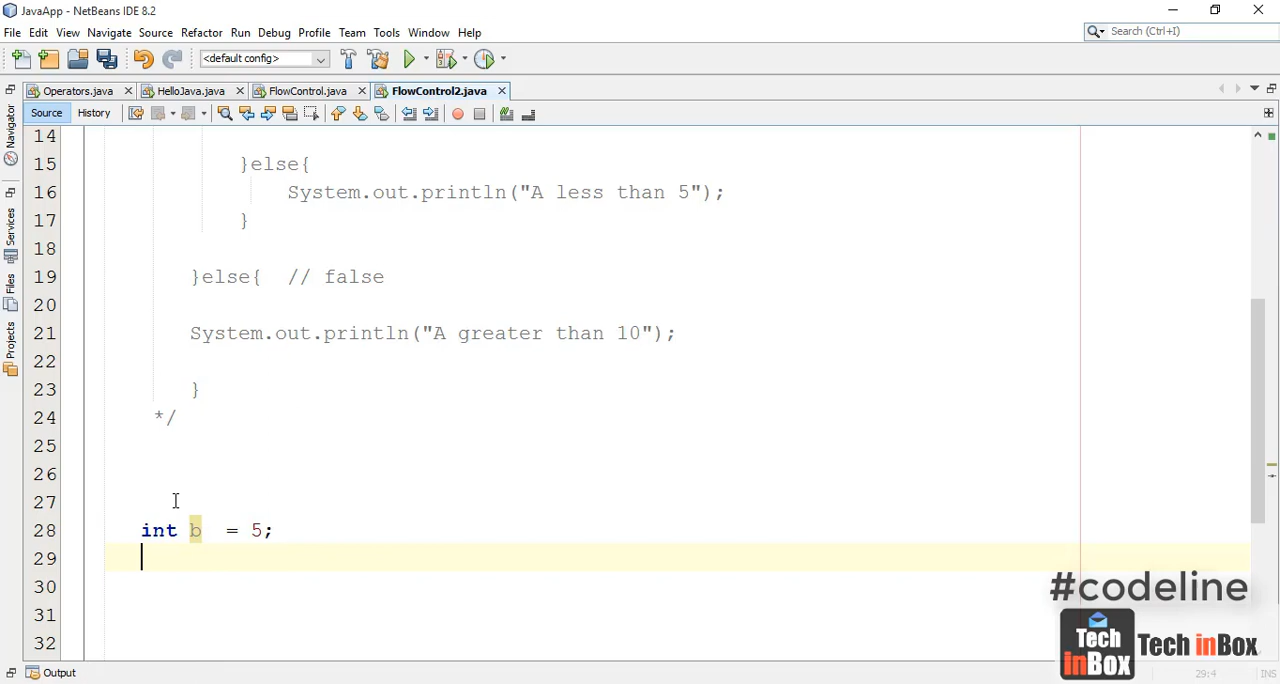 JavaApp - NetBeans IDE 8.2
File Edit View Navigate Source Refactor Run Debug Profile Team Tools Window Help
Search (Ctrl+I)
<default config>
Operators.java HelloJava.java FlowControl.java FlowControl2.java
Source History
Navigator
Services
Files
Projects
14
15 }else{
16 System.out.println("A less than 5");
17 }
18
19 }else{ // false
20
21 System.out.println("A greater than 10");
22
23 }
24 */
25
26
27
28 int b = 5;
29
30
31
32
#codeline
Tech inBox Tech inBox
Output
29:4 INS